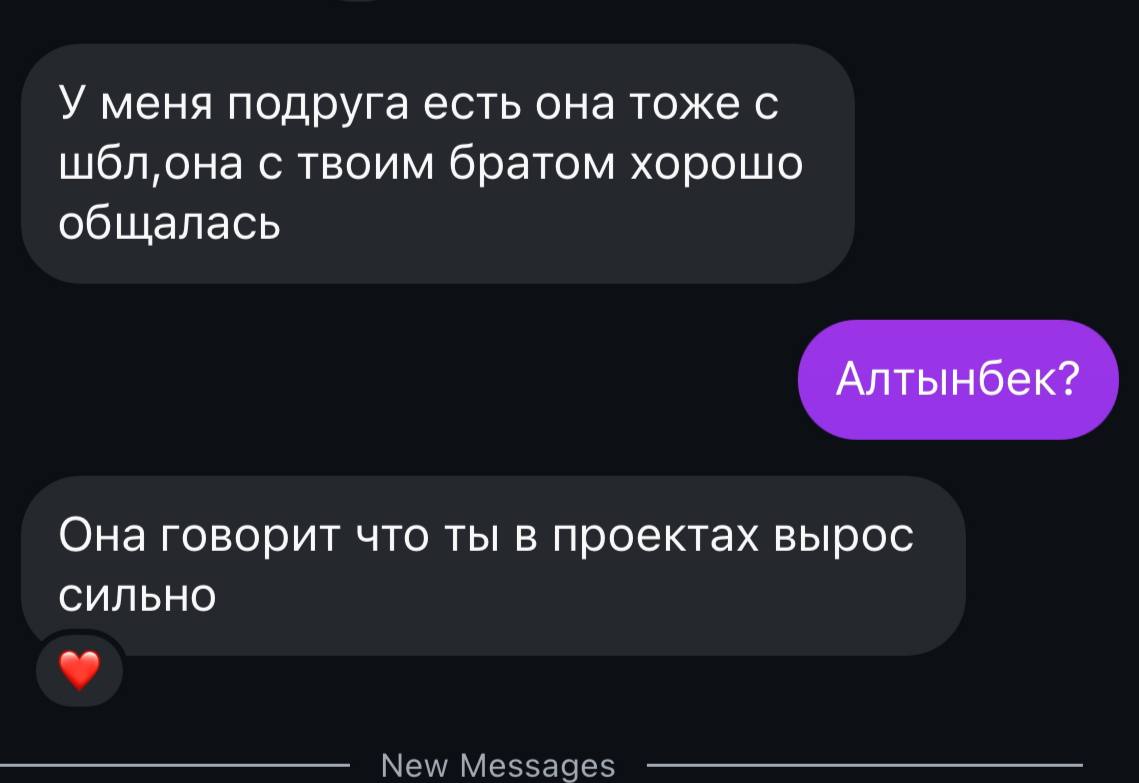 У меня подруга есть она тоже с
шбл,она с твоим братом хорошо
общалась
Алтынбек?
Она говорит что ты в проектах вырос
сильно
New Messages